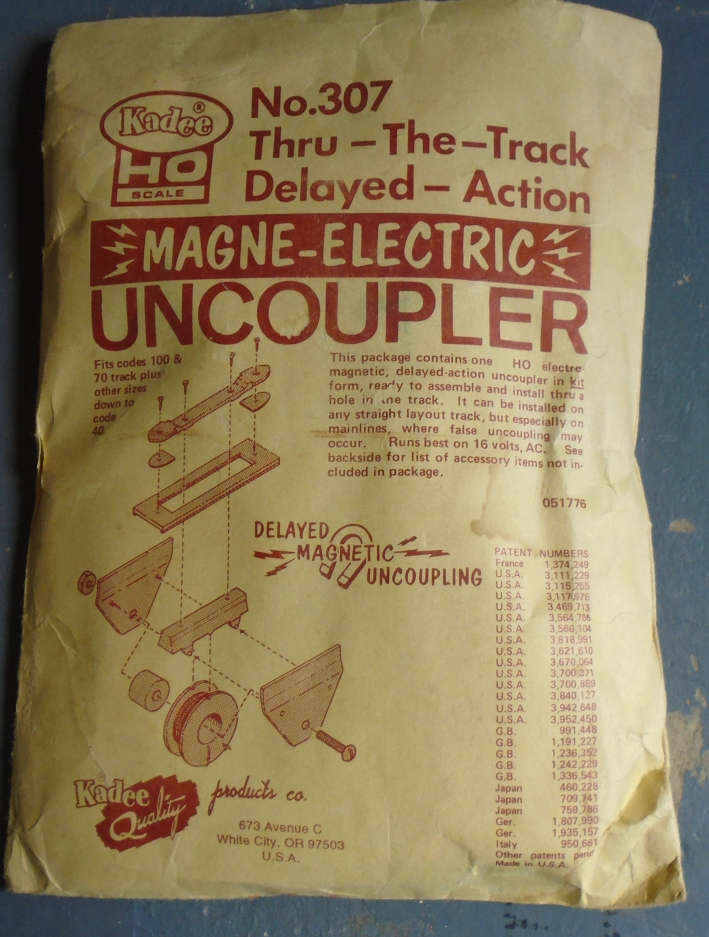 Kadee®
HO
SCALE
No.307
Thru – The – Track
Delayed – Action
MAGNE-ELECTRIC
UNCOUPLER
Fits codes 100 &
70 track plus
other sizes
down to
code
40
This package contains one HO electro-
magnetic, delayed-action uncoupler in kit
form, ready to assemble and install thru a
hole in the track. It can be installed on
any straight layout track, but especially on
mainlines, where false uncoupling may
occur. Runs best on 16 volts, AC. See
backside for list of accessory items not in-
cluded in package.
051776
DELAYED
MAGNETIC
UNCOUPLING
PATENT NUMBERS
France 1,374,249
U.S.A. 3,111,229
U.S.A. 3,115,255
U.S.A. 3,117,676
U.S.A. 3,469,713
U.S.A. 3,564,766
U.S.A. 3,566,104
U.S.A. 3,618,991
U.S.A. 3,621,610
U.S.A. 3,670,064
U.S.A. 3,700,371
U.S.A. 3,700,889
U.S.A. 3,840,127
U.S.A. 3,942,648
U.S.A. 3,952,450
G.B. 991,448
G.B. 1,191,227
G.B. 1,236,352
G.B. 1,242,229
G.B. 1,336,543
Japan 460,228
Japan 709,741
Japan 759,786
Ger. 1,807,990
Ger. 1,935,157
Italy 950,661
Other patents pend
Made in U.S.A.
Kadee
Quality
products co.
673 Avenue C
White City, OR 97503
U.S.A.